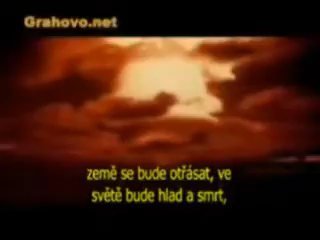 Grahovo.net
země se bude otřásat, ve
světě bude hlad a smrt,